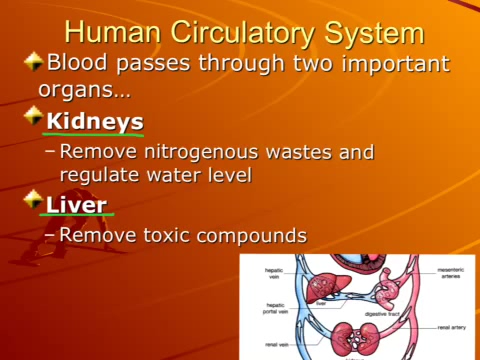 Human Circulatory System
Blood passes through two important
organs…
Kidneys
– Remove nitrogenous wastes and
regulate water level
Liver
– Remove toxic compounds
hepatic
vein
mesenteric
arteries
liver
hepatic
portal vein
digestive tract
renal artery
renal vein